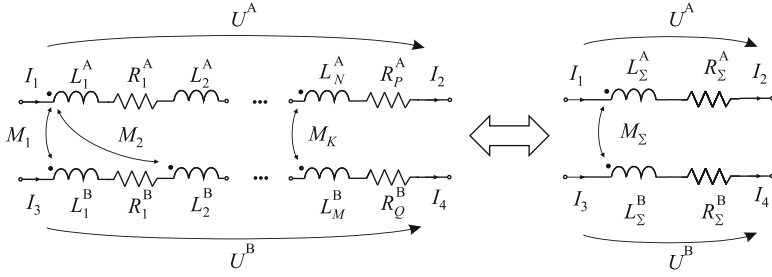 U^A U^A
I_1 L_1^A R_1^A L_2^A L_N^A R_P^A I_2 I_1 L_Σ^A R_Σ^A I_2
... 
M_1 M_2 M_K M_Σ
...
I_3 L_1^B R_1^B L_2^B L_M^B R_Q^B I_4 I_3 L_Σ^B R_Σ^B I_4
U^B U^B